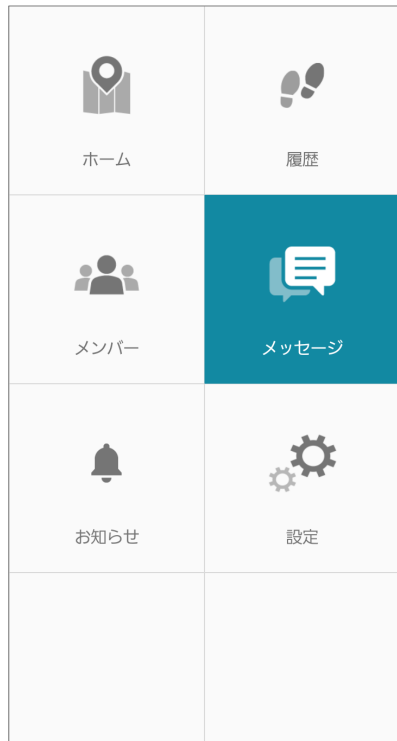 ホーム
履歴
メンバー
メッセージ
お知らせ
設定